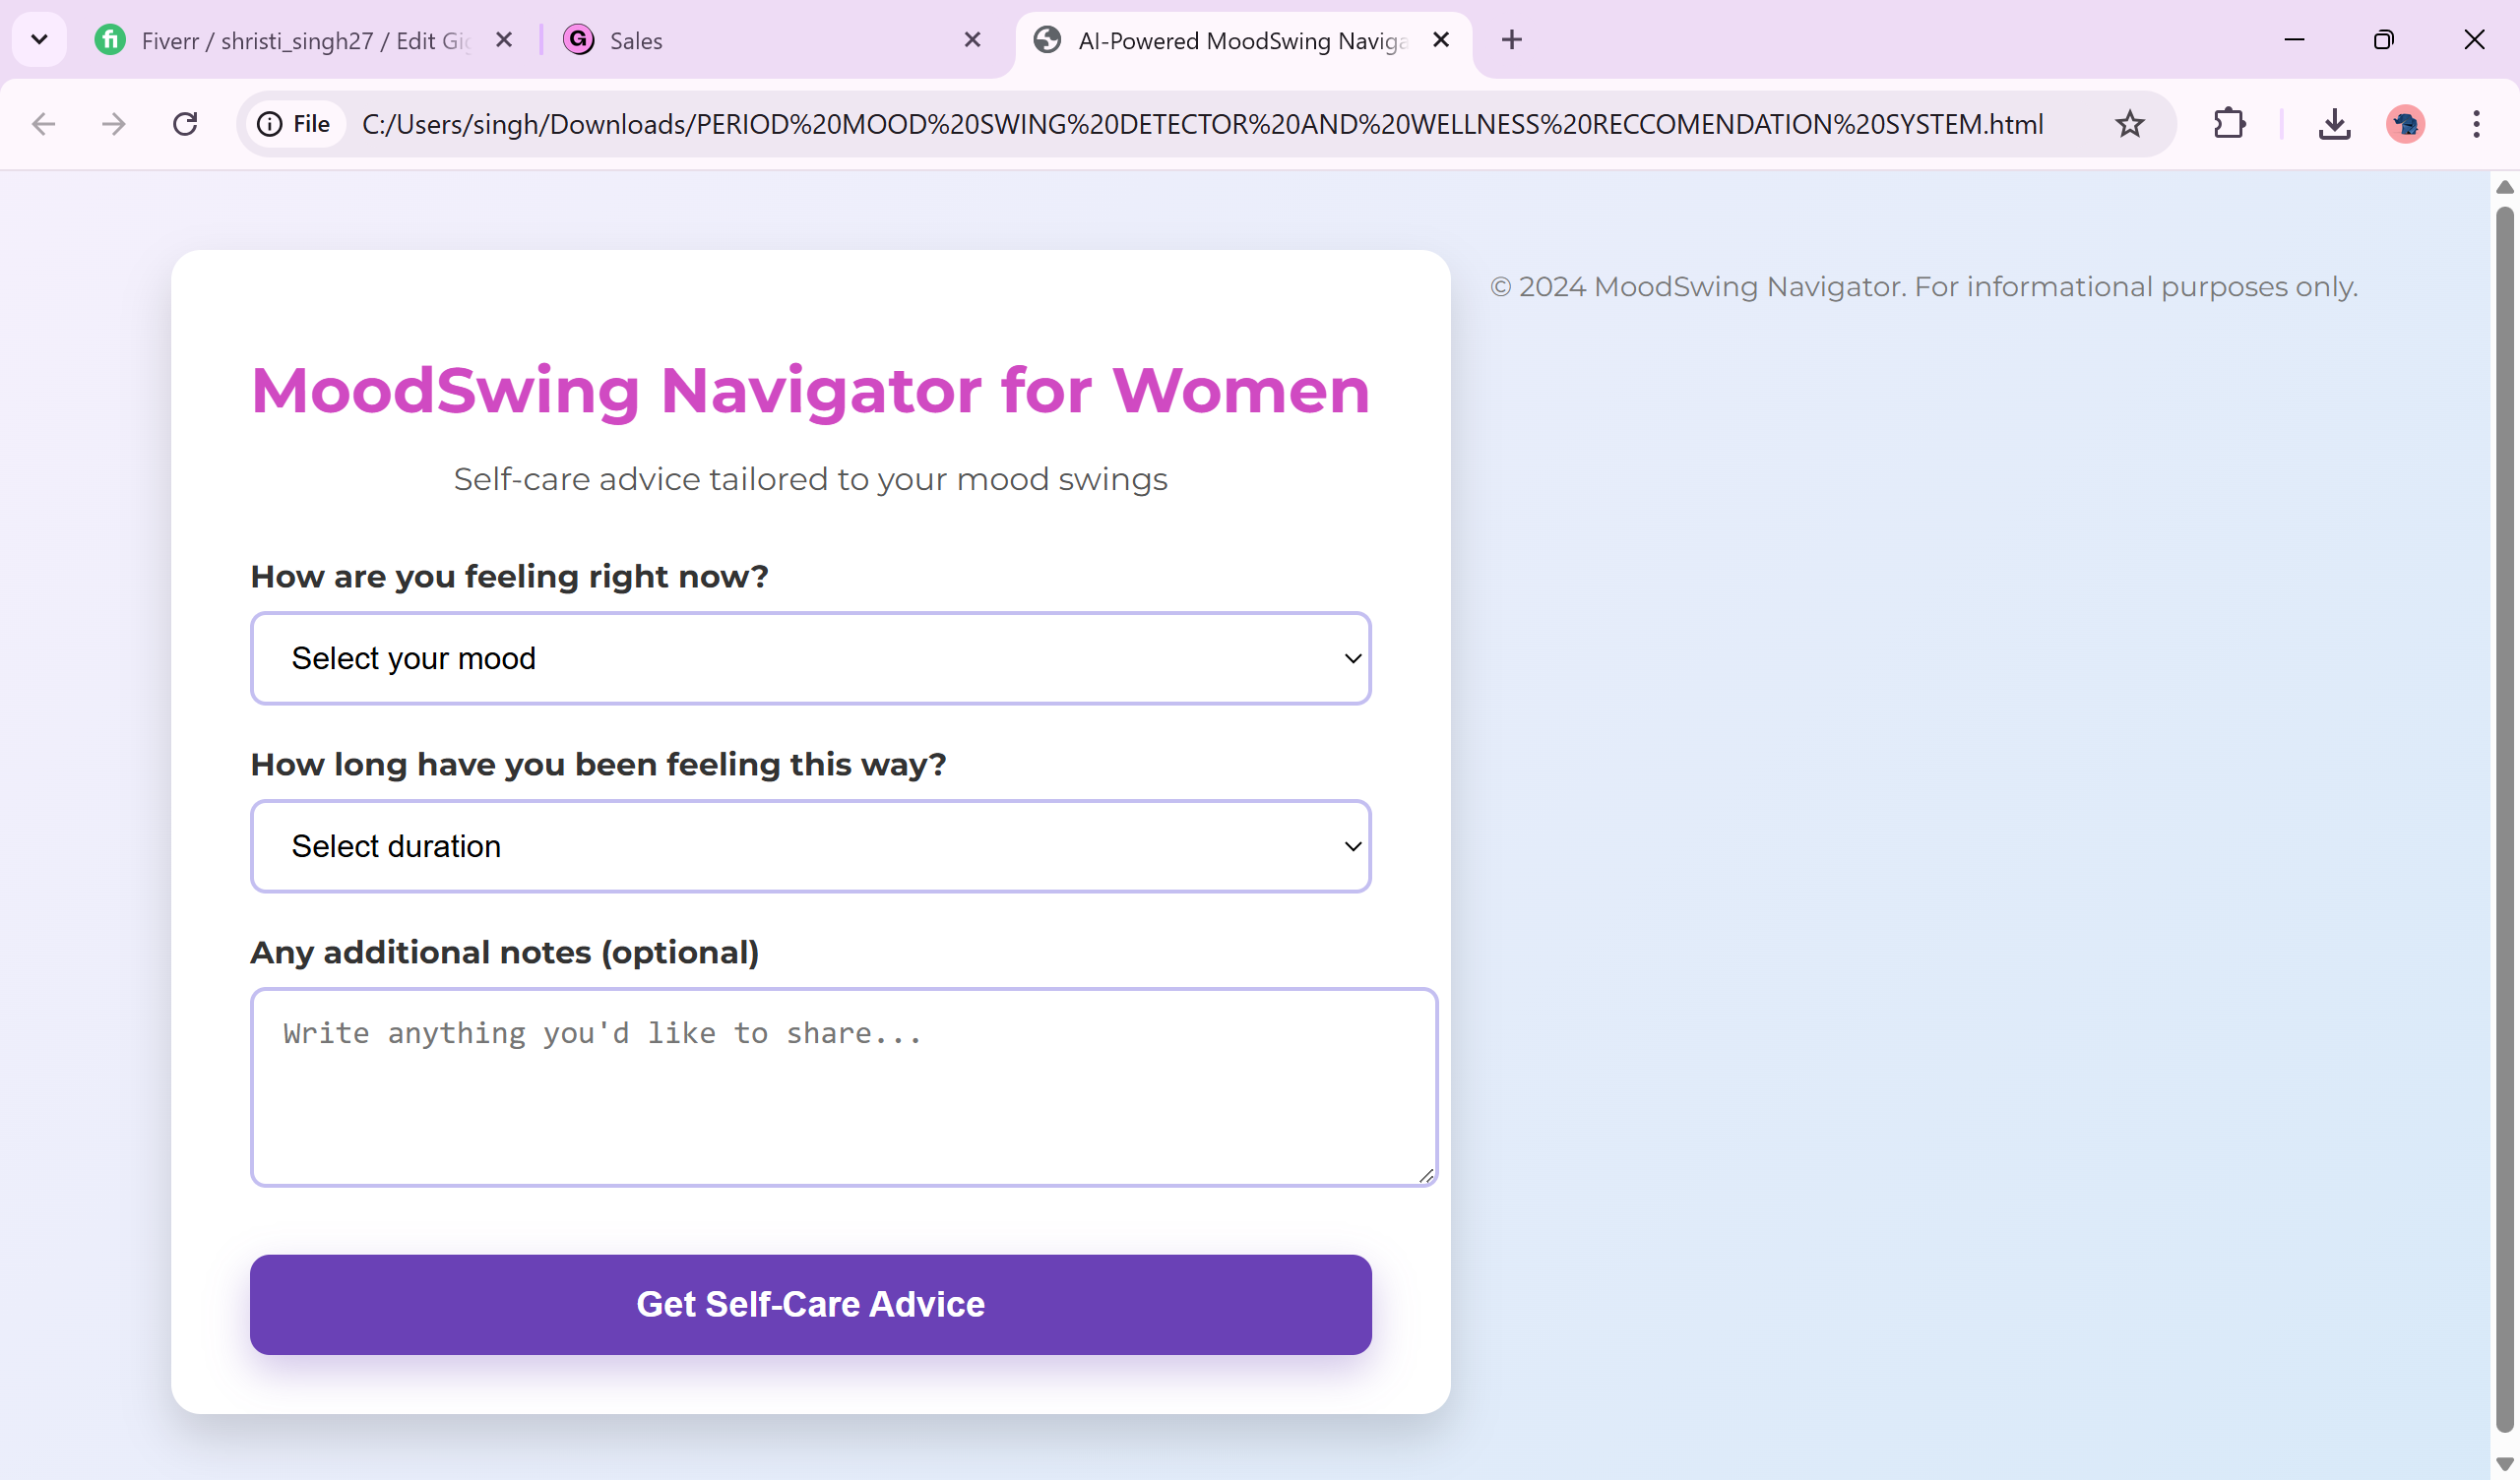 Fiverr / shristi_singh27 / Edit Gig
G Sales
AI-Powered MoodSwing Naviga
File C:/Users/singh/Downloads/PERIOD%20MOOD%20SWING%20DETECTOR%20AND%20WELLNESS%20RECCOMENDATION%20SYSTEM.html
© 2024 MoodSwing Navigator. For informational purposes only.
MoodSwing Navigator for Women
Self-care advice tailored to your mood swings
How are you feeling right now?
Select your mood
How long have you been feeling this way?
Select duration
Any additional notes (optional)
Write anything you'd like to share...
Get Self-Care Advice